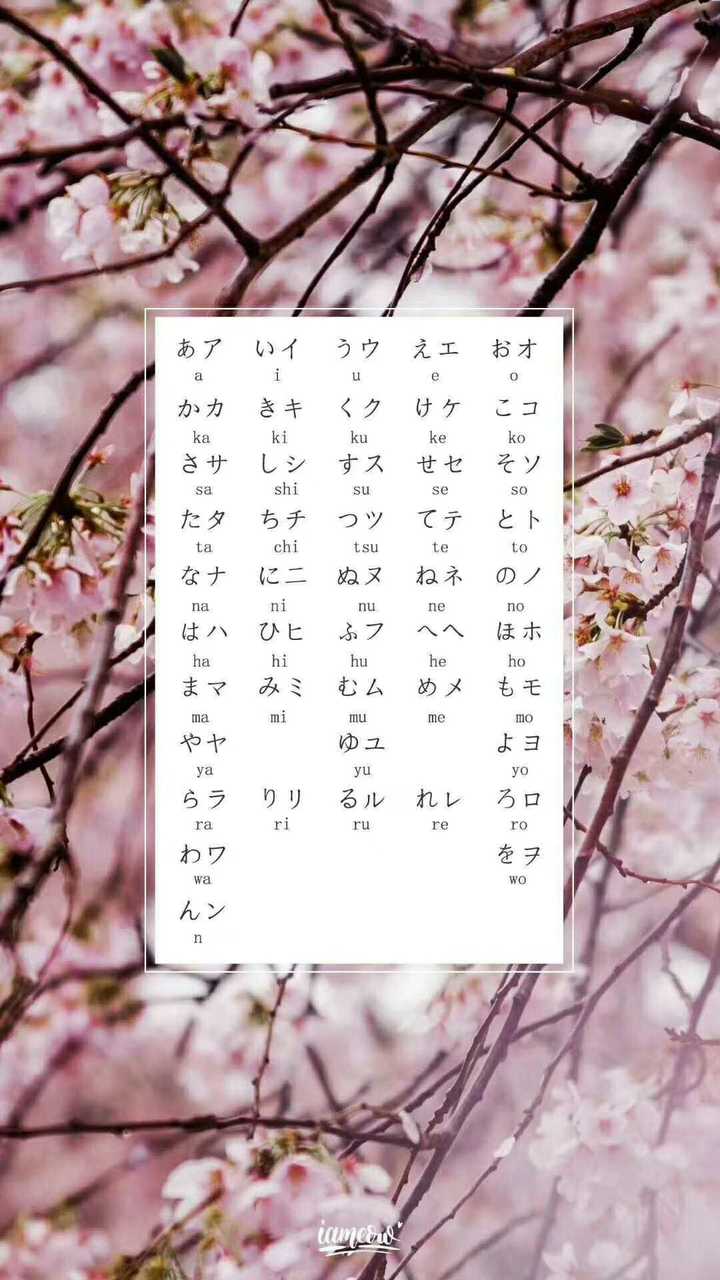 あア いイ うウ えエ おオ
a i u e o
かカ きキ くク けケ こコ
ka ki ku ke ko
さサ しシ すス せセ そソ
sa shi su se so
たタ ちチ つツ てテ とト
ta chi tsu te to
なナ にニ ぬヌ ねネ のノ
na ni nu ne no
はハ ひヒ ふフ へヘ ほホ
ha hi hu he ho
まマ みミ むム めメ もモ
ma mi mu me mo
やヤ ゆユ よヨ
ya yu yo
らラ りリ るル れレ ろロ
ra ri ru re ro
わワ をヲ
wa wo
んン
n
iameow